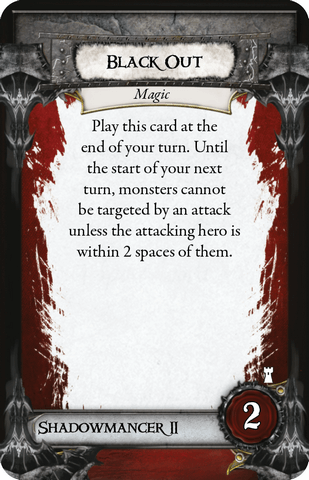 Black Out
Magic
Play this card at the
end of your turn. Until
the start of your next
turn, monsters cannot
be targeted by an attack
unless the attacking hero is
within 2 spaces of them.
2
Shadowmancer II